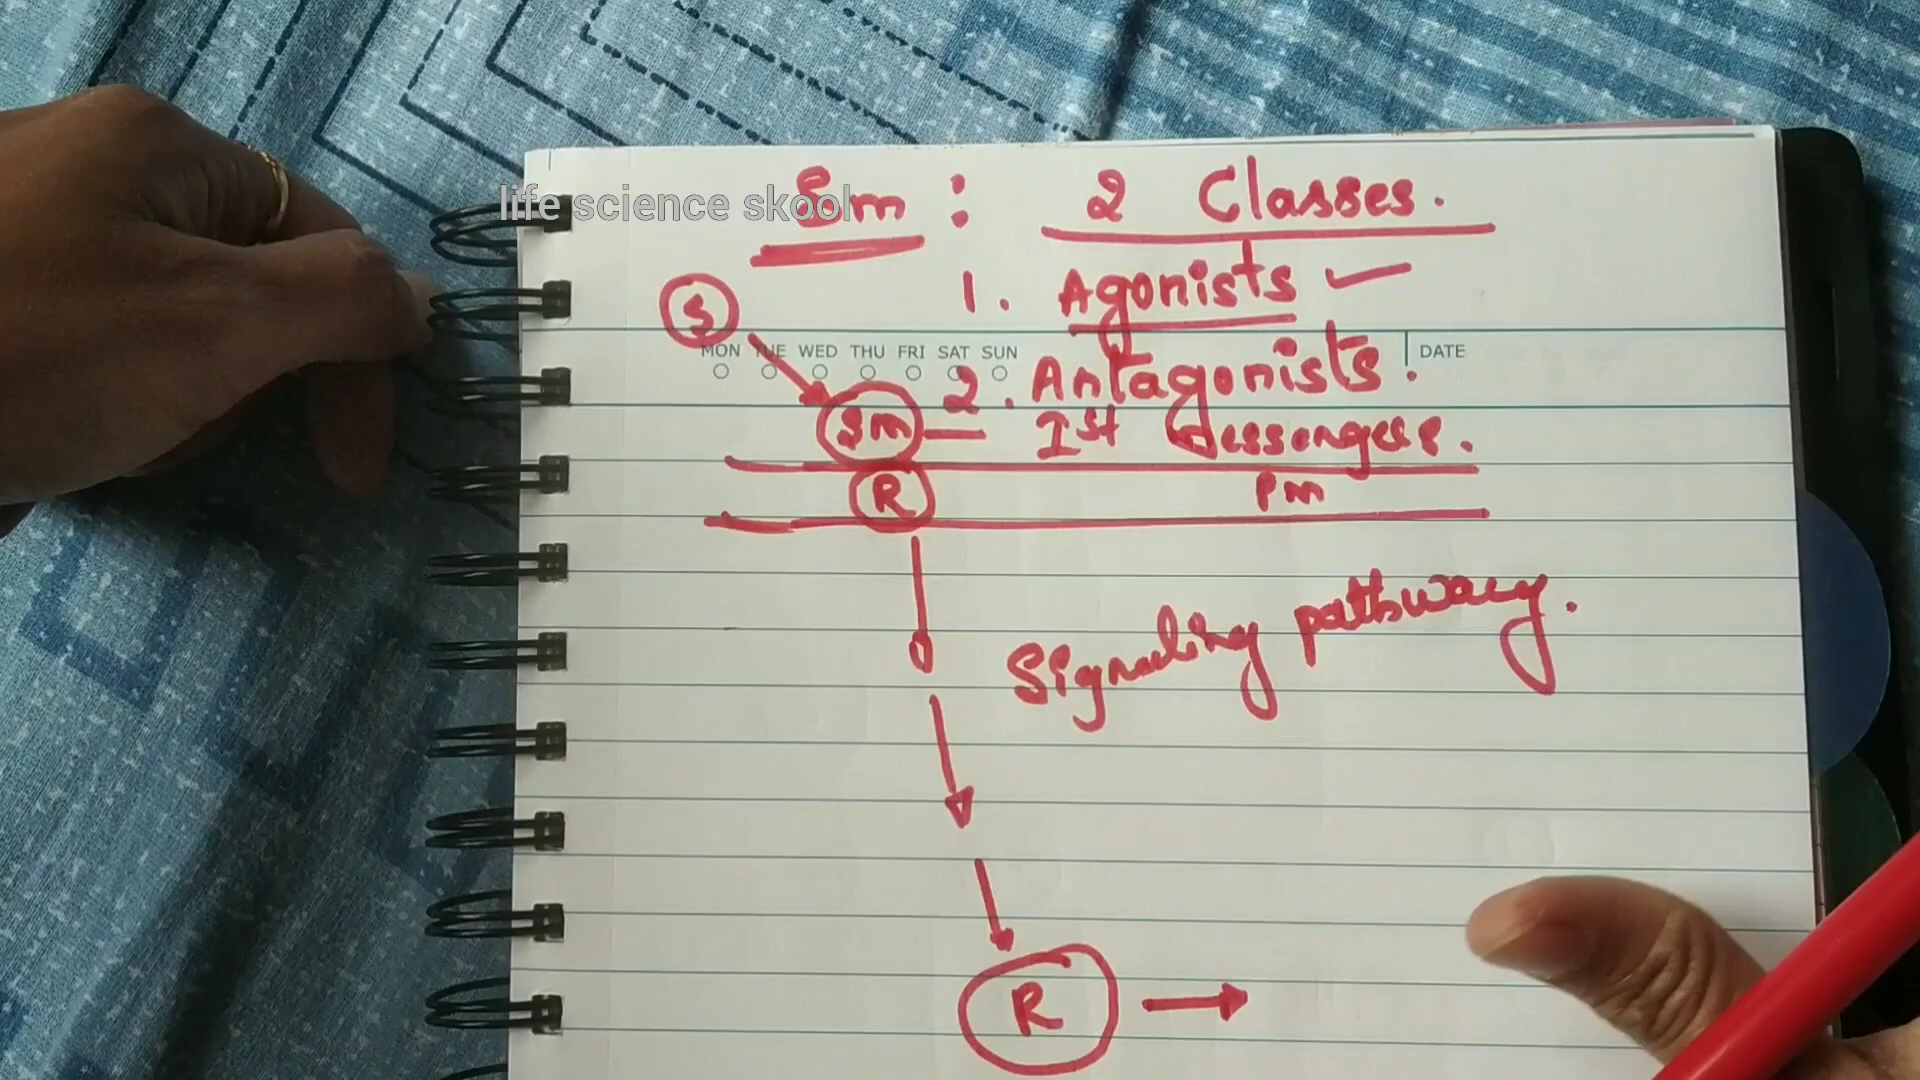 life science skool
Sm : 2 Classes.
1. Agonists
S
MON TUE WED THU FRI SAT SUN DATE
2. Antagonists.
Sm — Ist Messengers.
R PM
Signaling pathway.
R